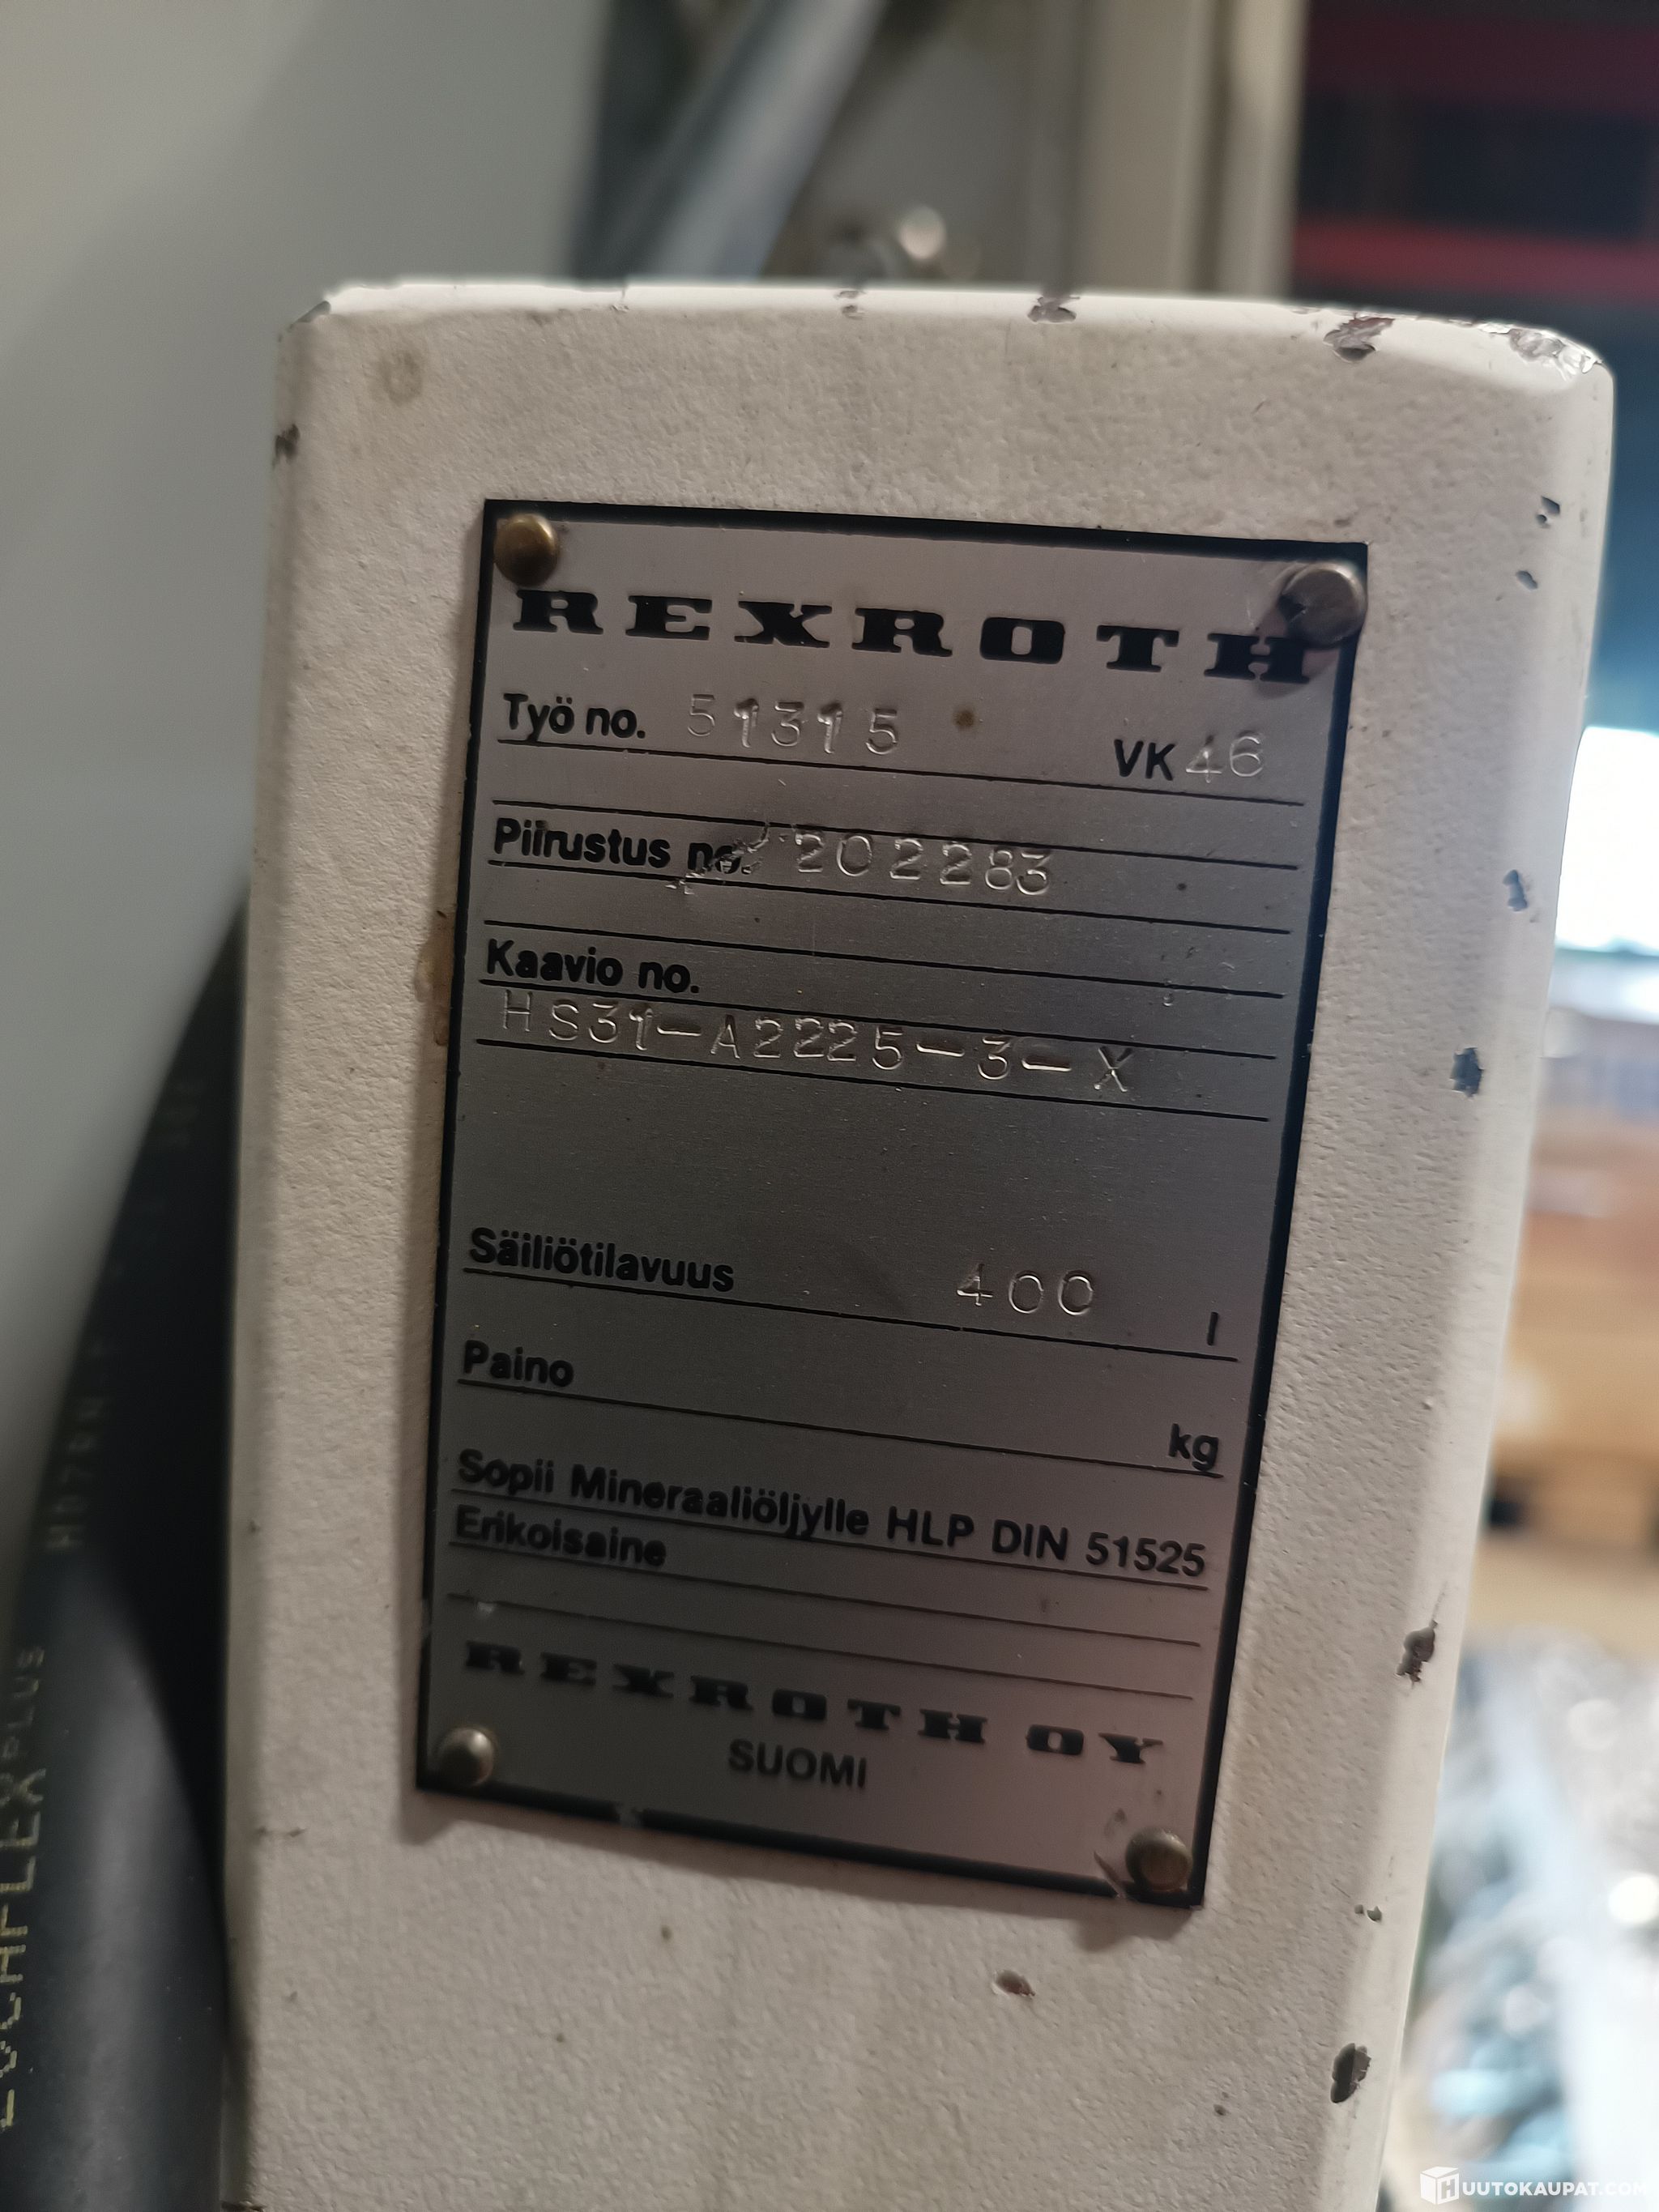 REXROTH
Työ no. 51315 VK 46
Piirustus no. 202283
Kaavio no.
HS31-A2225-3-X
Säiliötilavuus 400 l
Paino kg
Sopii Mineraaliöljylle HLP DIN 51525
Erikoisaine
REXROTH OY
SUOMI
HUUTOKAUPAT.COM